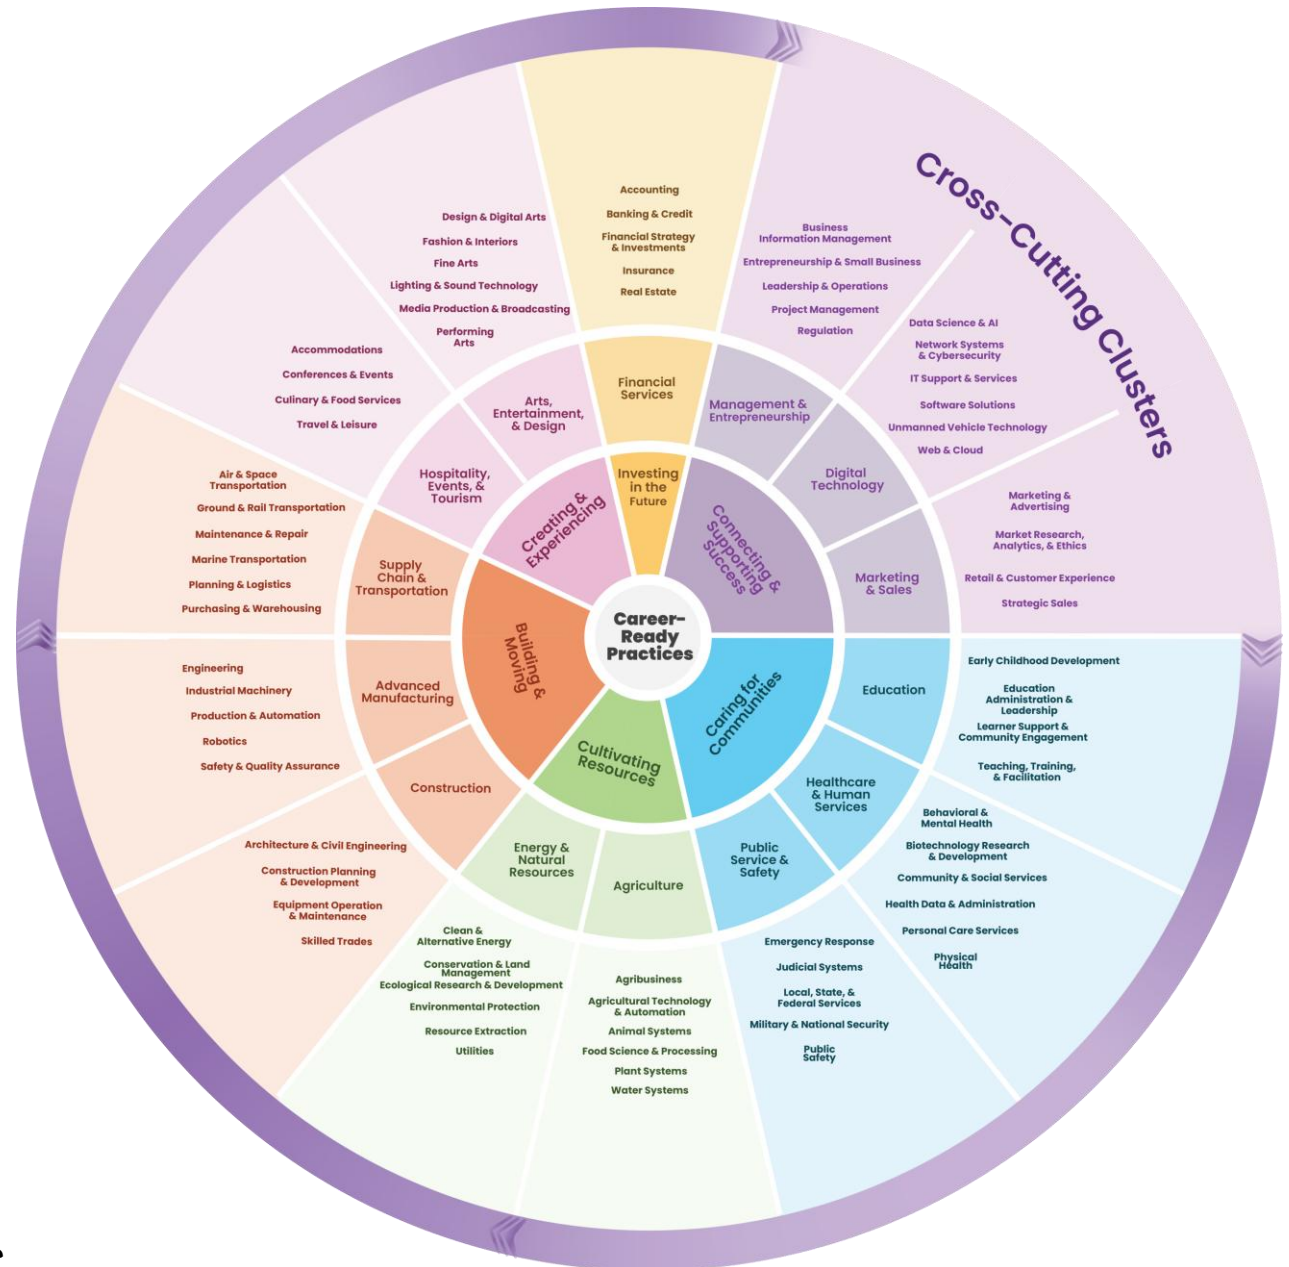 Career-
Ready
Practices
Investing
in the
Future
Financial
Services
Accounting
Banking & Credit
Financial Strategy
& Investments
Insurance
Real Estate
Cross-Cutting Clusters
Connecting &
Supporting
Success
Management &
Entrepreneurship
Business
Information Management
Entrepreneurship & Small Business
Leadership & Operations
Project Management
Regulation
Digital
Technology
Data Science & AI
Network Systems
& Cybersecurity
IT Support & Services
Software Solutions
Unmanned Vehicle Technology
Web & Cloud
Marketing
& Sales
Marketing &
Advertising
Market Research,
Analytics, & Ethics
Retail & Customer Experience
Strategic Sales
Caring for
Communities
Education
Early Childhood Development
Education
Administration &
Leadership
Learner Support &
Community Engagement
Teaching, Training,
& Facilitation
Healthcare
& Human
Services
Behavioral &
Mental Health
Biotechnology Research
& Development
Community & Social Services
Health Data & Administration
Personal Care Services
Physical
Health
Public
Service &
Safety
Emergency Response
Judicial Systems
Local, State, &
Federal Services
Military & National Security
Public
Safety
Cultivating
Resources
Agriculture
Agribusiness
Agricultural Technology
& Automation
Animal Systems
Food Science & Processing
Plant Systems
Water Systems
Energy &
Natural
Resources
Clean &
Alternative Energy
Conservation & Land
Management
Ecological Research & Development
Environmental Protection
Resource Extraction
Utilities
Building &
Moving
Construction
Architecture & Civil Engineering
Construction Planning
& Development
Equipment Operation
& Maintenance
Skilled Trades
Advanced
Manufacturing
Engineering
Industrial Machinery
Production & Automation
Robotics
Safety & Quality Assurance
Supply
Chain &
Transportation
Air & Space
Transportation
Ground & Rail Transportation
Maintenance & Repair
Marine Transportation
Planning & Logistics
Purchasing & Warehousing
Creating &
Experiencing
Hospitality,
Events, &
Tourism
Accommodations
Conferences & Events
Culinary & Food Services
Travel & Leisure
Arts,
Entertainment,
& Design
Design & Digital Arts
Fashion & Interiors
Fine Arts
Lighting & Sound Technology
Media Production & Broadcasting
Performing
Arts